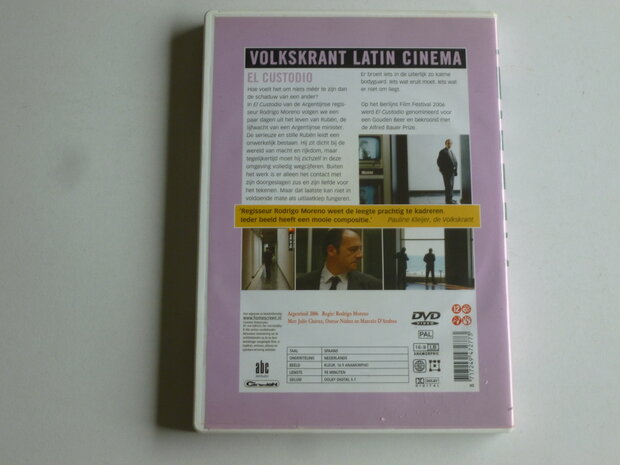 VOLKSKRANT LATIN CINEMA
EL CUSTODIO
Hoe voelt het om niets méér te zijn dan
de schaduw van een ander?
In El Custodio van de Argentijnse regis-
seur Rodrigo Moreno volgen we een
paar dagen uit het leven van Rubén, de
lijfwacht van een Argentijnse minister.
De serieuze en stille Rubén leidt een
onwerkelijk bestaan. Hij zit dicht bij de
wereld van macht en rijkdom, maar
tegelijkertijd moet hij zichzelf in deze
omgeving volledig wegcijferen. Buiten
het werk is er alleen het contact met
zijn doorgeslagen zus en zijn liefde voor
het tekenen. Maar dat laatste kan niet in
voldoende mate als uitlaatklep fungeren.
Er broeit iets in de uiterlijk zo kalme
bodyguard. Iets wat eruit moet. Iets wat
er niet om liegt.
Op het Berlijns Film Festival 2006
werd El Custodio genomineerd voor
een Gouden Beer en bekroond met
de Alfred Bauer Prize.
'Regisseur Rodrigo Moreno weet de leegte prachtig te kadreren.
Ieder beeld heeft een mooie compositie.' Pauline Kleijer, de Volkskrant
www.homescreen.nl
Argentinië 2006 Regie: Rodrigo Moreno
Met: Julio Chávez, Osmar Núñez en Marcelo D'Andrea
DVD
VIDEO
12
PAL
16:9 LB
ANAMORPHIC
TAAL SPAANS
ONDERTITELING NEDERLANDS
BEELD KLEUR, 16:9 ANAMORPHIC
LENGTE
GELUID DOLBY DIGITAL 5.1
abc
Cinéart
DOLBY
DIGITAL